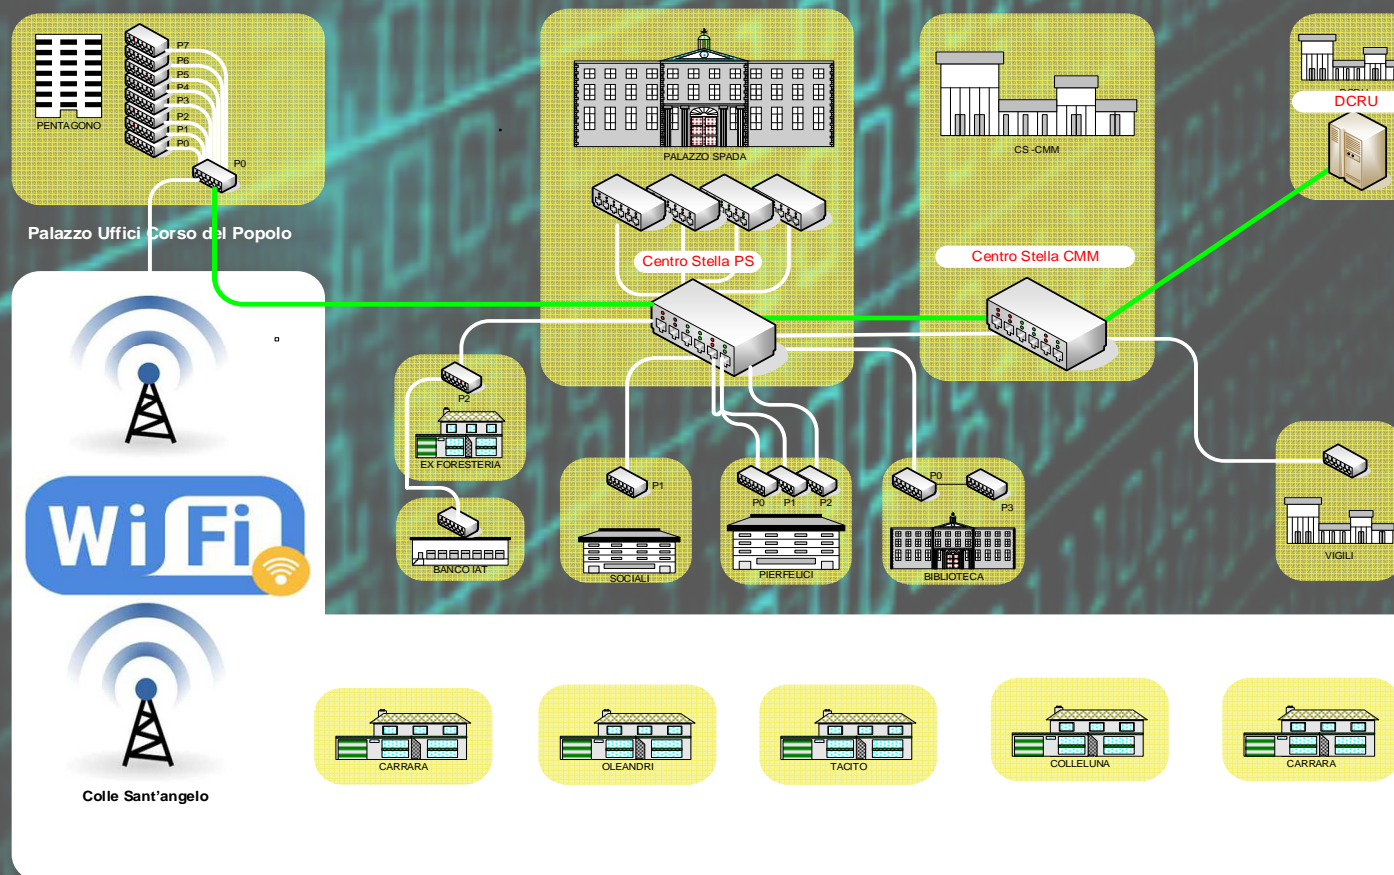 P7
P6
P5
P4
P3
P2
P1
P0
P0
PENTAGONO
Palazzo Uffici Corso del Popolo
PALAZZO SPADA
Centro Stella PS
CS -CMM
Centro Stella CMM
DCRU
P2
EX FORESTERIA
BANCO IAT
P1
SOCIALI
P0
P1
P2
PIERFELICI
P0
P3
BIBLIOTECA
VIGILI
Wi Fi
Colle Sant'angelo
CARRARA
OLEANDRI
TACITO
COLLELUNA
CARRARA